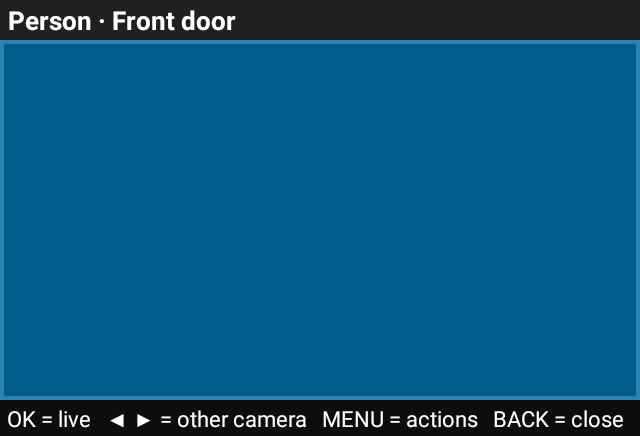 Person · Front door
OK = live ◄ ► = other camera MENU = actions BACK = close